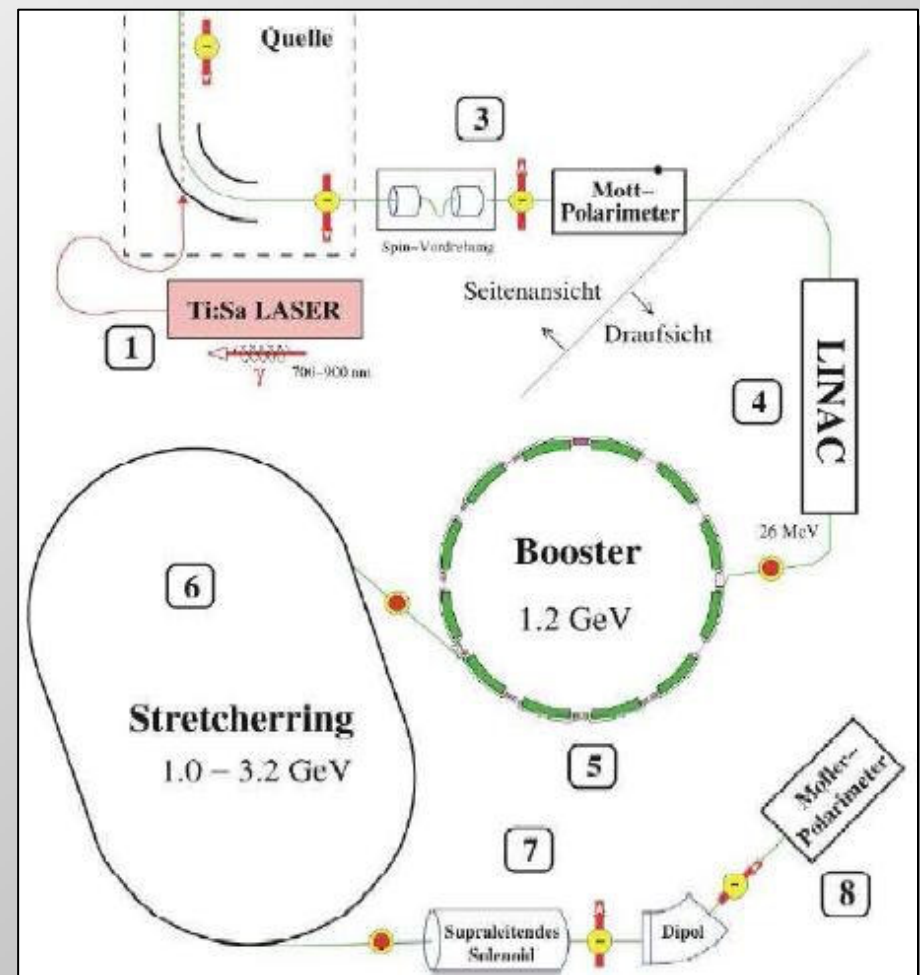 Quelle
3
Mott-
Polarimeter
Spin-Vordrehung
Seitenansicht
Draufsicht
Ti:Sa LASER
1
γ
700-900 nm
LINAC
4
26 MeV
Booster
1.2 GeV
6
Stretcherring
1.0 – 3.2 GeV
5
Møller-
Polarimeter
7
8
Supraleitendes
Solenoid
Dipol